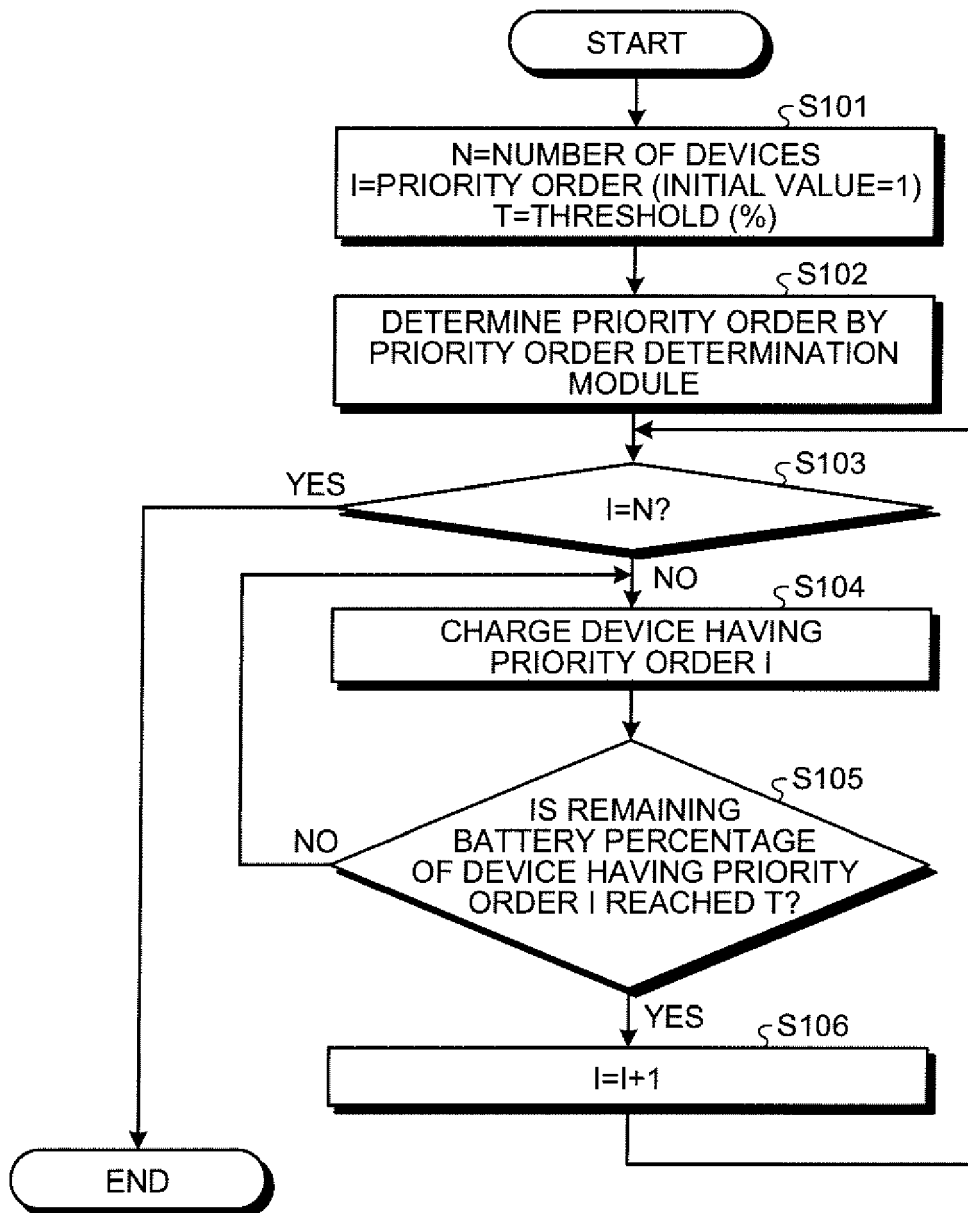 START
S101
N=NUMBER OF DEVICES
I=PRIORITY ORDER (INITIAL VALUE=1)
T=THRESHOLD (%)
S102
DETERMINE PRIORITY ORDER BY
PRIORITY ORDER DETERMINATION
MODULE
S103
YES
I=N?
NO
S104
CHARGE DEVICE HAVING
PRIORITY ORDER I
S105
IS REMAINING
BATTERY PERCENTAGE
OF DEVICE HAVING PRIORITY
ORDER I REACHED T?
NO
YES
S106
I=I+1
END